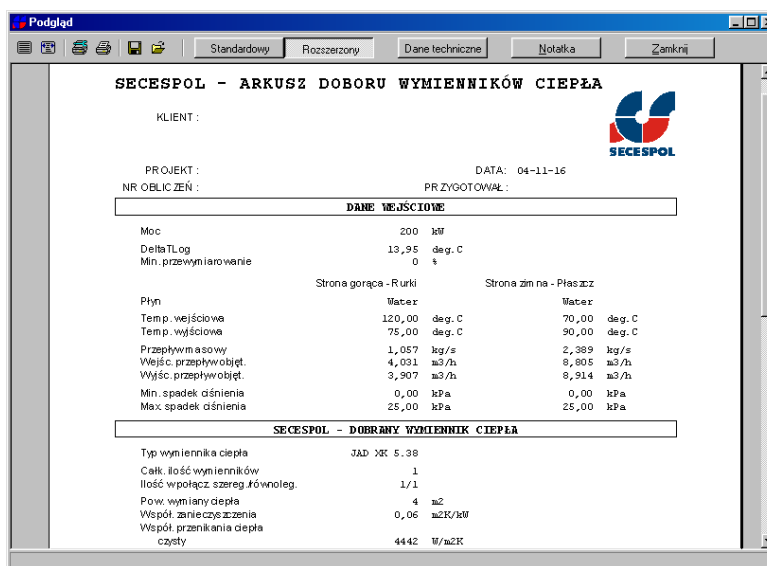 Podgląd
Standardowy Rozszerzony Dane techniczne Notatka Zamknij
SECESPOL - ARKUSZ DOBORU WYMIENNIKÓW CIEPŁA
KLIENT :
SECESPOL
PROJEKT : DATA: 04-11-16
NR OBLICZEŃ : PRZYGOTOWAŁ :
DANE WEJŚCIOWE
Moc 200 kW
DeltaTLog 13,95 deg.C
Min.przewymiarowanie 0 %
Strona gorąca - Rurki Strona zimna - Płaszcz
Płyn Water Water
Temp. wejściowa 120,00 deg.C 70,00 deg.C
Temp. wyjściowa 75,00 deg.C 90,00 deg.C
Przepływ masowy 1,057 kg/s 2,389 kg/s
Wejśc. przepływ objęt. 4,031 m3/h 8,805 m3/h
Wyjśc. przepływ objęt. 3,907 m3/h 8,914 m3/h
Min. spadek ciśnienia 0,00 kPa 0,00 kPa
Max. spadek ciśnienia 25,00 kPa 25,00 kPa
SECESPOL - DOBRANY WYMIENNIK CIEPŁA
Typ wymiennika ciepła JAD XK 5.38
Całk. ilość wymienników 1
Ilość wpołącz. szereg./równoleg. 1/1
Pow. wymiany ciepła 4 m2
Współ. zanieczyszczenia 0,06 m2K/kW
Współ. przenikania ciepła
czysty 4442 W/m2K